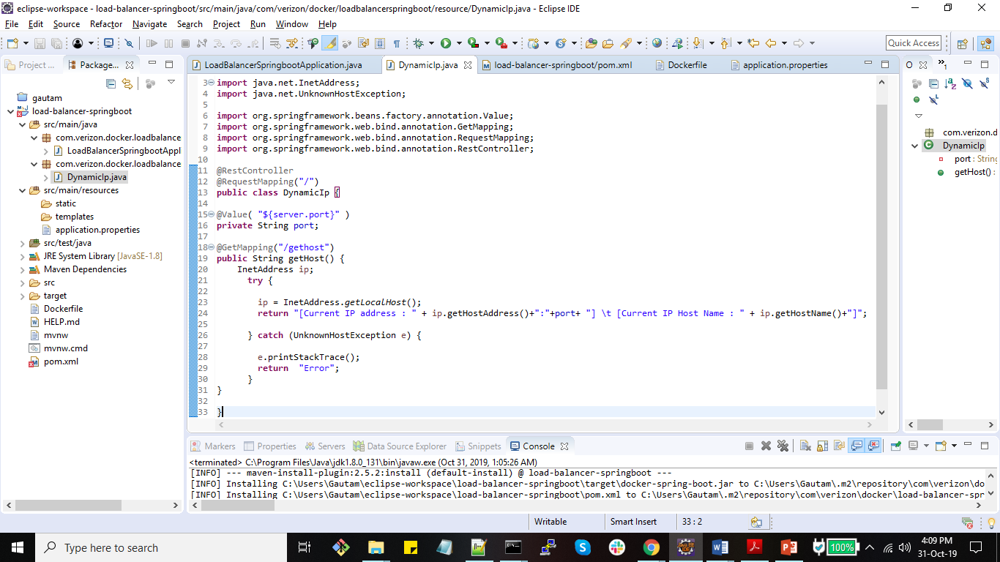 eclipse-workspace - load-balancer-springboot/src/main/java/com/verizon/docker/loadbalancerspringboot/resource/DynamicIp.java - Eclipse IDE
File Edit Source Refactor Navigate Search Project Run Window Help
Quick Access
Project ... Package...
gautam
load-balancer-springboot
src/main/java
com.verizon.docker.loadbalance
LoadBalancerSpringbootAppl
com.verizon.docker.loadbalance
DynamicIp.java
src/main/resources
static
templates
application.properties
src/test/java
JRE System Library [JavaSE-1.8]
Maven Dependencies
src
target
Dockerfile
HELP.md
mvnw
mvnw.cmd
pom.xml
LoadBalancerSpringbootApplication.java DynamicIp.java load-balancer-springboot/pom.xml Dockerfile application.properties
3 import java.net.InetAddress;
4 import java.net.UnknownHostException;
5
6 import org.springframework.beans.factory.annotation.Value;
7 import org.springframework.web.bind.annotation.GetMapping;
8 import org.springframework.web.bind.annotation.RequestMapping;
9 import org.springframework.web.bind.annotation.RestController;
10
11 @RestController
12 @RequestMapping("/")
13 public class DynamicIp {
14
15 @Value( "${server.port}" )
16 private String port;
17
18 @GetMapping("/gethost")
19 public String getHost() {
20 InetAddress ip;
21 try {
22
23 ip = InetAddress.getLocalHost();
24 return "[Current IP address : " + ip.getHostAddress()+":"+port+ "] \t [Current IP Host Name : " + ip.getHostName()+"]";
25
26 } catch (UnknownHostException e) {
27
28 e.printStackTrace();
29 return "Error";
30 }
31 }
32
33 }
O
com.verizon.d
DynamicIp
port : String
getHost() :
Markers Properties Servers Data Source Explorer Snippets Console
<terminated> C:\Program Files\Java\jdk1.8.0_131\bin\javaw.exe (Oct 31, 2019, 1:05:26 AM)
[INFO] --- maven-install-plugin:2.5.2:install (default-install) @ load-balancer-springboot ---
[INFO] Installing C:\Users\Gautam\eclipse-workspace\load-balancer-springboot\target\docker-spring-boot.jar to C:\Users\Gautam\.m2\repository\com\verizon\do
[INFO] Installing C:\Users\Gautam\eclipse-workspace\load-balancer-springboot\pom.xml to C:\Users\Gautam\.m2\repository\com\verizon\docker\load-balancer-spr
Writable Smart Insert 33 : 2
Type here to search
100%
4:09 PM
31-Oct-19